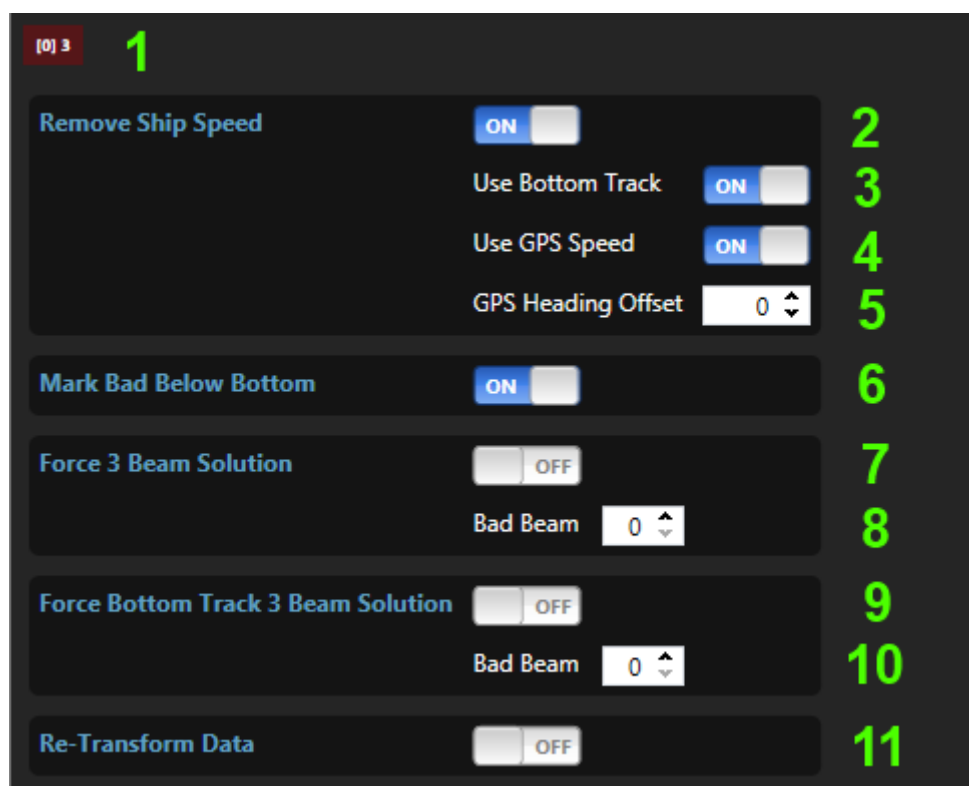 [0] 3 1
Remove Ship Speed ON 2
Use Bottom Track ON 3
Use GPS Speed ON 4
GPS Heading Offset 0 5
Mark Bad Below Bottom ON 6
Force 3 Beam Solution OFF 7
Bad Beam 0 8
Force Bottom Track 3 Beam Solution OFF 9
Bad Beam 0 10
Re-Transform Data OFF 11